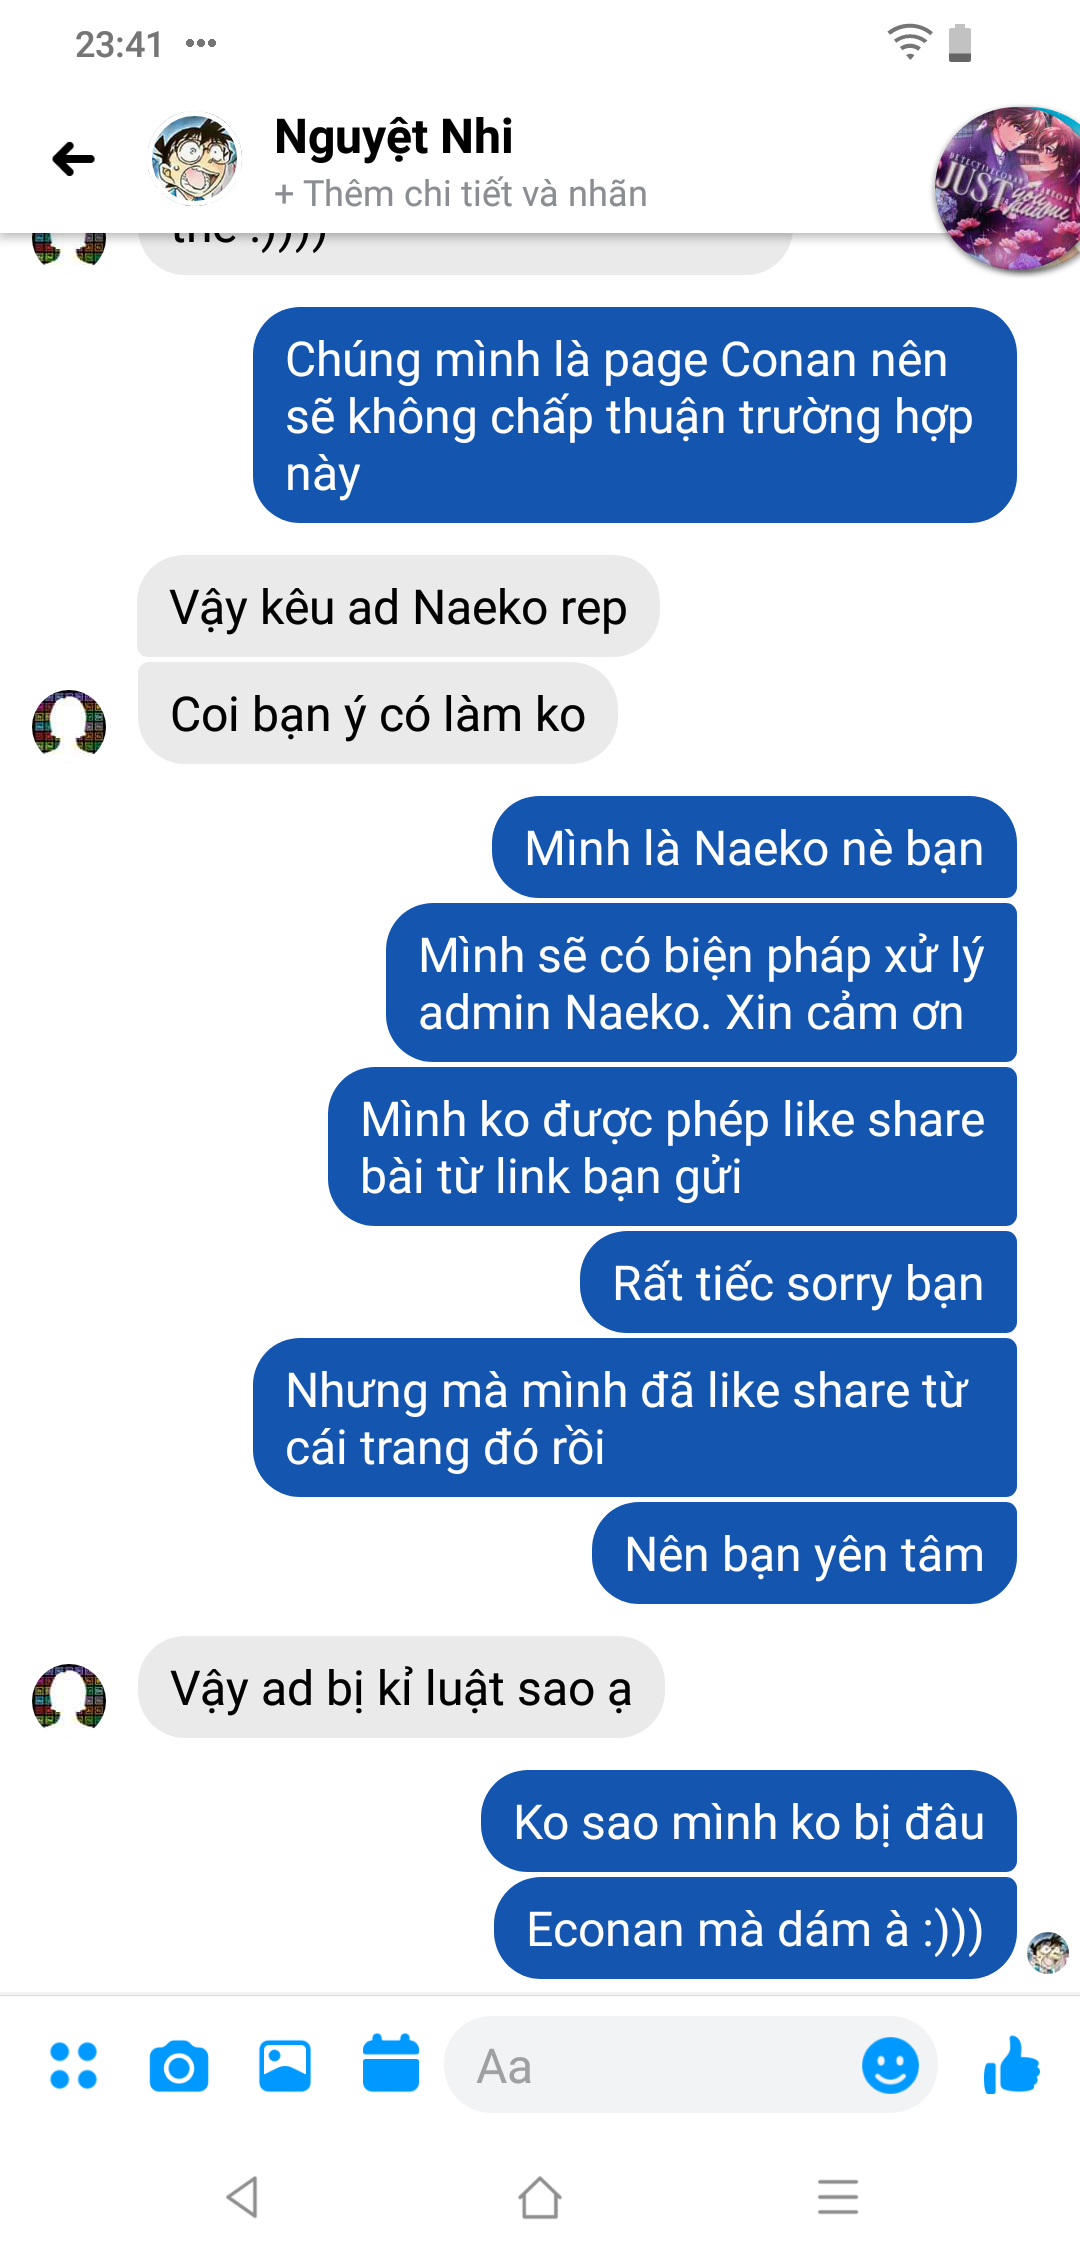 23:41
Nguyệt Nhi
+ Thêm chi tiết và nhãn
JUST
you
thế :))))
Chúng mình là page Conan nên
sẽ không chấp thuận trường hợp
này
Vậy kêu ad Naeko rep
Coi bạn ý có làm ko
Mình là Naeko nè bạn
Mình sẽ có biện pháp xử lý
admin Naeko. Xin cảm ơn
Mình ko được phép like share
bài từ link bạn gửi
Rất tiếc sorry bạn
Nhưng mà mình đã like share từ
cái trang đó rồi
Nên bạn yên tâm
Vậy ad bị kỉ luật sao ạ
Ko sao mình ko bị đâu
Econan mà dám à :)))
Aa